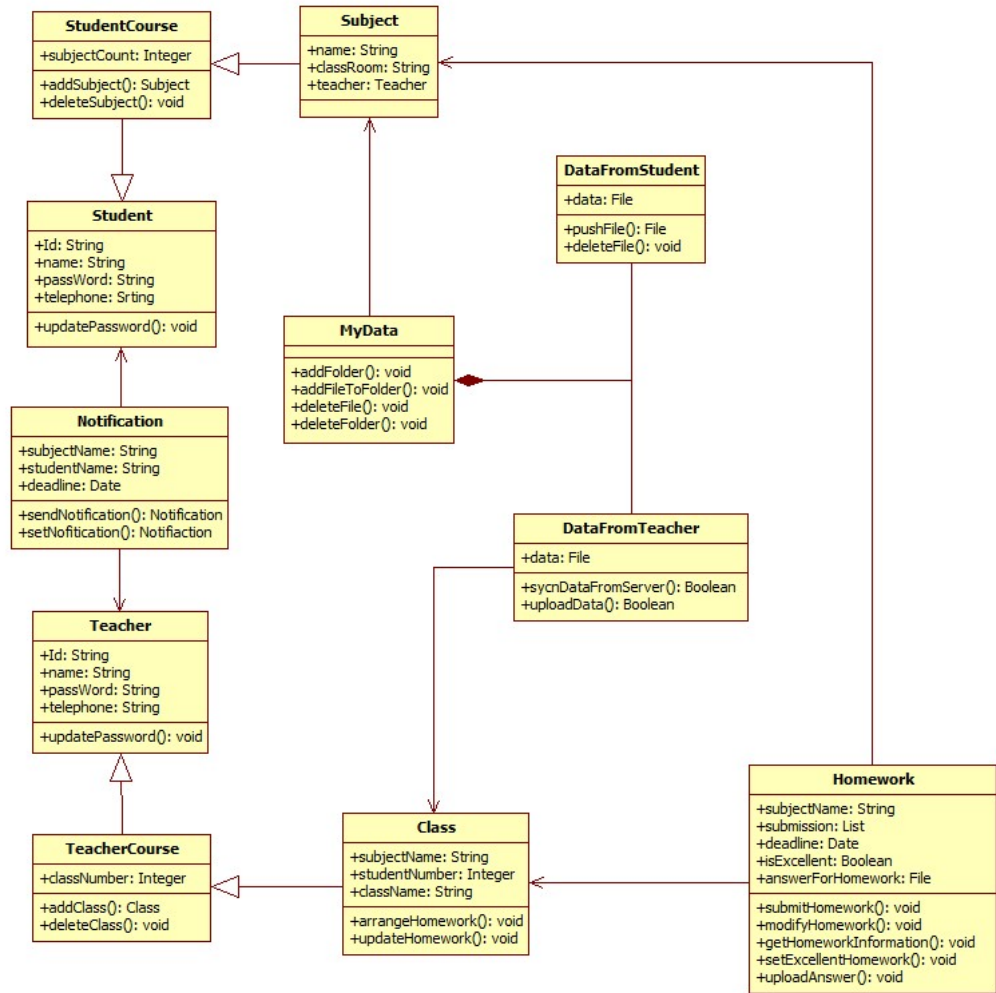 StudentCourse
+subjectCount: Integer
+addSubject(): Subject
+deleteSubject(): void
Subject
+name: String
+classRoom: String
+teacher: Teacher
DataFromStudent
+data: File
+pushFile(): File
+deleteFile(): void
Student
+Id: String
+name: String
+passWord: String
+telephone: Srting
+updatePassword(): void
MyData
+addFolder(): void
+addFileToFolder(): void
+deleteFile(): void
+deleteFolder(): void
Notification
+subjectName: String
+studentName: String
+deadline: Date
+sendNotification(): Notification
+setNofitication(): Notifiaction
DataFromTeacher
+data: File
+sycnDataFromServer(): Boolean
+uploadData(): Boolean
Teacher
+Id: String
+name: String
+passWord: String
+telephone: String
+updatePassword(): void
TeacherCourse
+classNumber: Integer
+addClass(): Class
+deleteClass(): void
Class
+subjectName: String
+studentNumber: Integer
+className: String
+arrangeHomework(): void
+updateHomework(): void
Homework
+subjectName: String
+submission: List
+deadline: Date
+isExcellent: Boolean
+answerForHomework: File
+submitHomework(): void
+modifyHomework(): void
+getHomeworkInformation(): void
+setExcellentHomework(): void
+uploadAnswer(): void